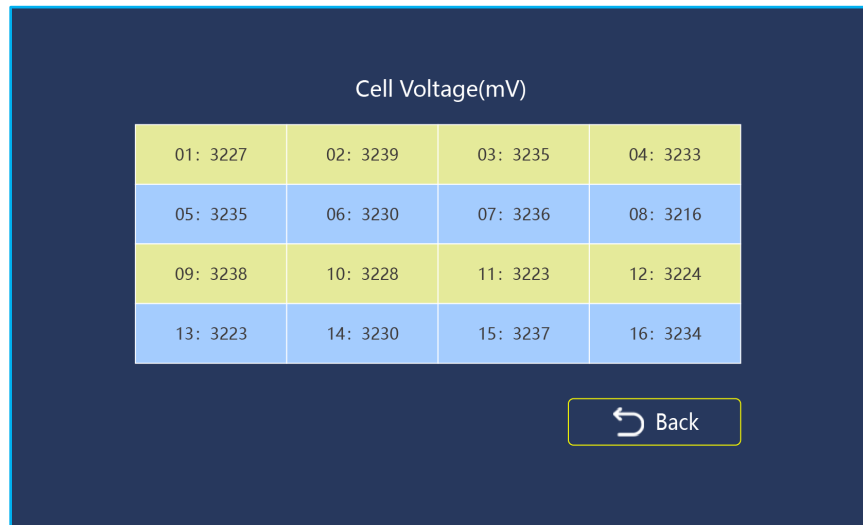 Cell Voltage(mV)
01: 3227 02: 3239 03: 3235 04: 3233
05: 3235 06: 3230 07: 3236 08: 3216
09: 3238 10: 3228 11: 3223 12: 3224
13: 3223 14: 3230 15: 3237 16: 3234
Back